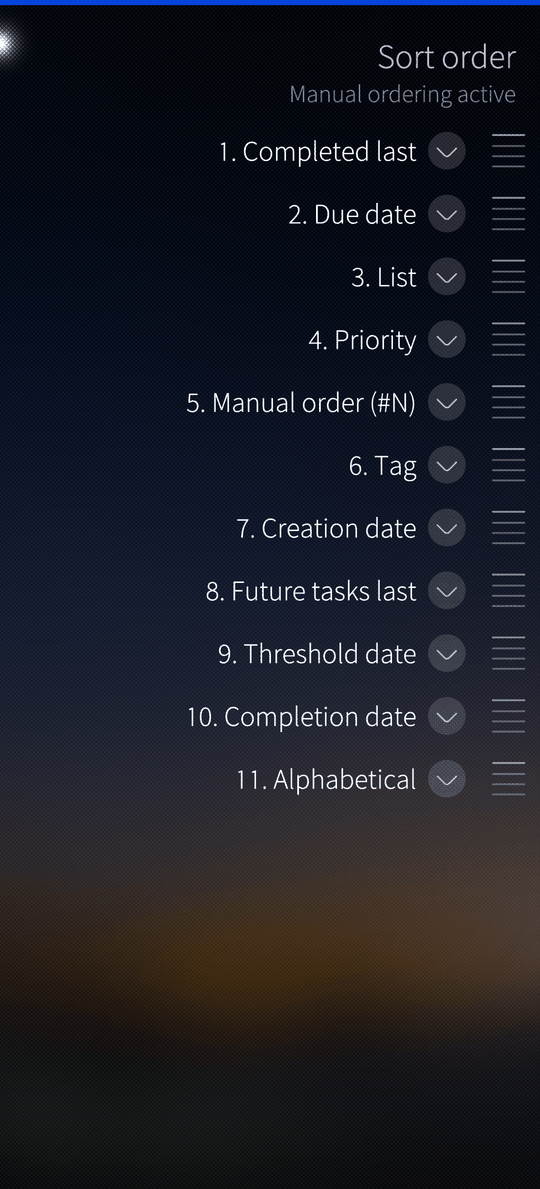 Sort order
Manual ordering active
1. Completed last
2. Due date
3. List
4. Priority
5. Manual order (#N)
6. Tag
7. Creation date
8. Future tasks last
9. Threshold date
10. Completion date
11. Alphabetical